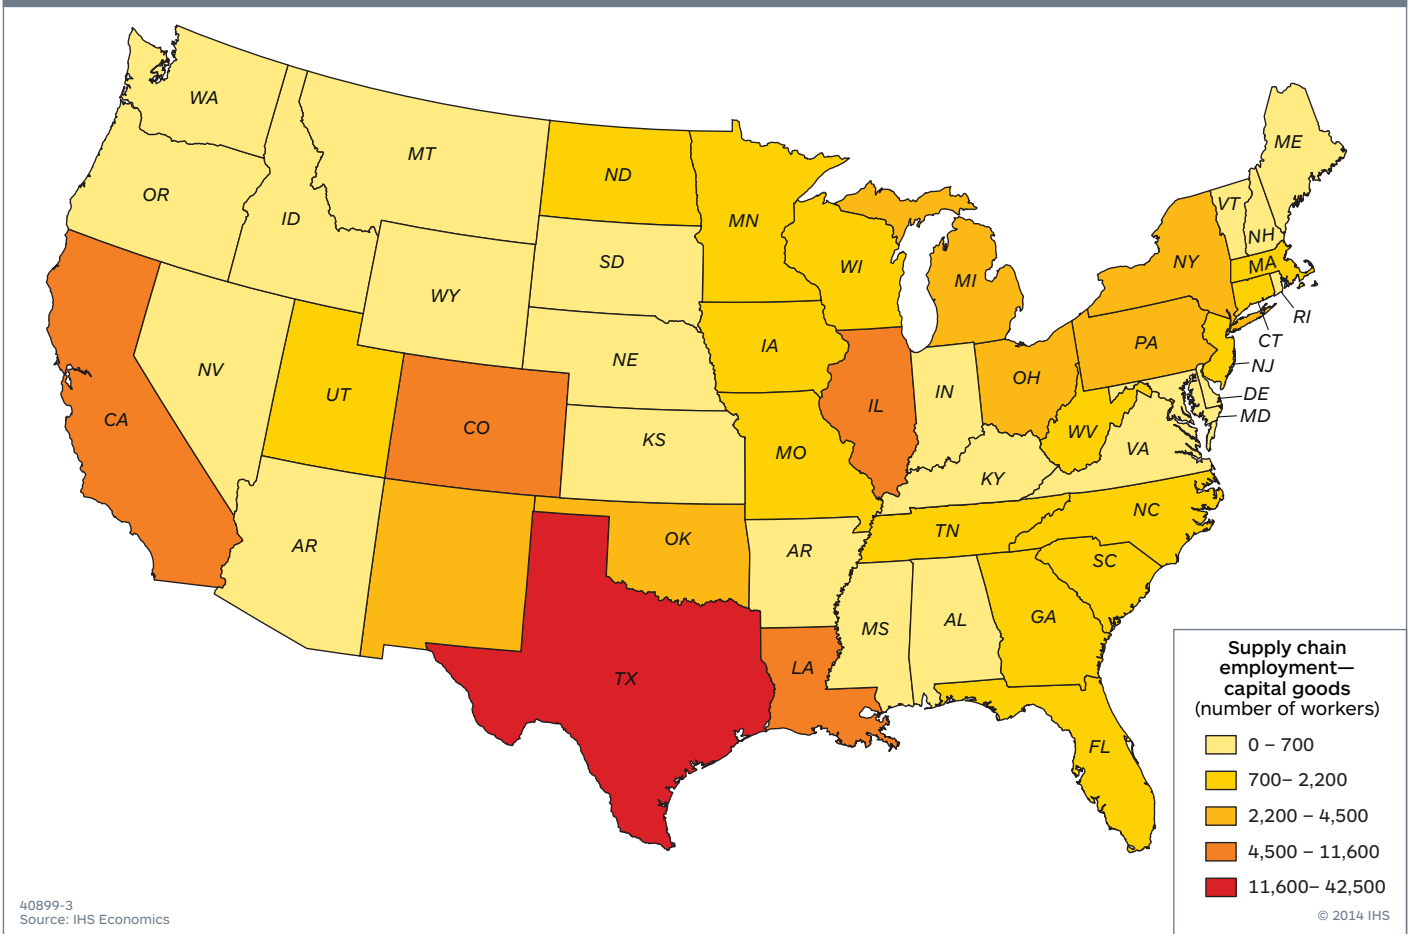 WA
MT
ND
MN
ME
OR
ID
SD
WI
VT
NH
WY
MI
NY
MA
RI
NE
IA
PA
CT
NV
UT
CO
KS
IL
IN
OH
NJ
DE
MD
CA
MO
WV
VA
KY
AR
OK
AR
TN
NC
SC
TX
LA
MS
AL
GA
FL
Supply chain
employment—
capital goods
(number of workers)
0 – 700
700– 2,200
2,200 – 4,500
4,500 – 11,600
11,600– 42,500
40899-3
Source: IHS Economics
© 2014 IHS